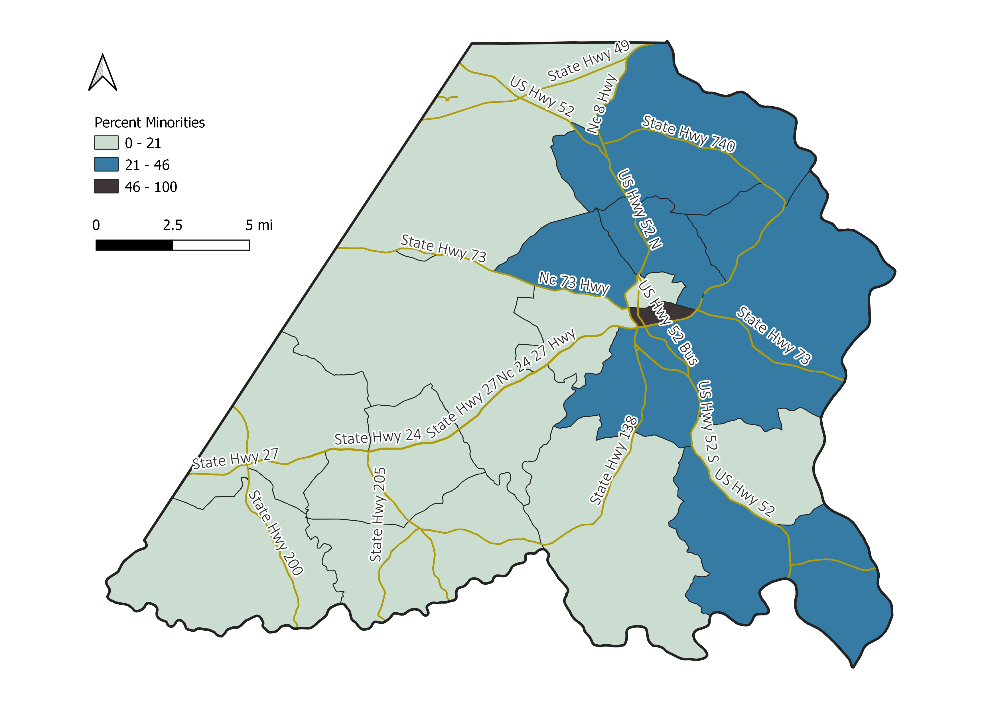 State Hwy 49
US Hwy 52
Nc 8 Hwy
Percent Minorities
0 - 21
21 - 46
46 - 100
State Hwy 740
US Hwy 52 N
0 2.5 5 mi
State Hwy 73
Nc 73 Hwy
US Hwy 52 Bus
State Hwy 73
Nc 24 27 Hwy
State Hwy 27
US Hwy 52 S
State Hwy 24
State Hwy 138
State Hwy 27
State Hwy 205
US Hwy 52
State Hwy 200